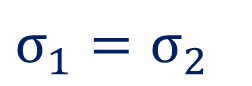 σ₁ = σ₂